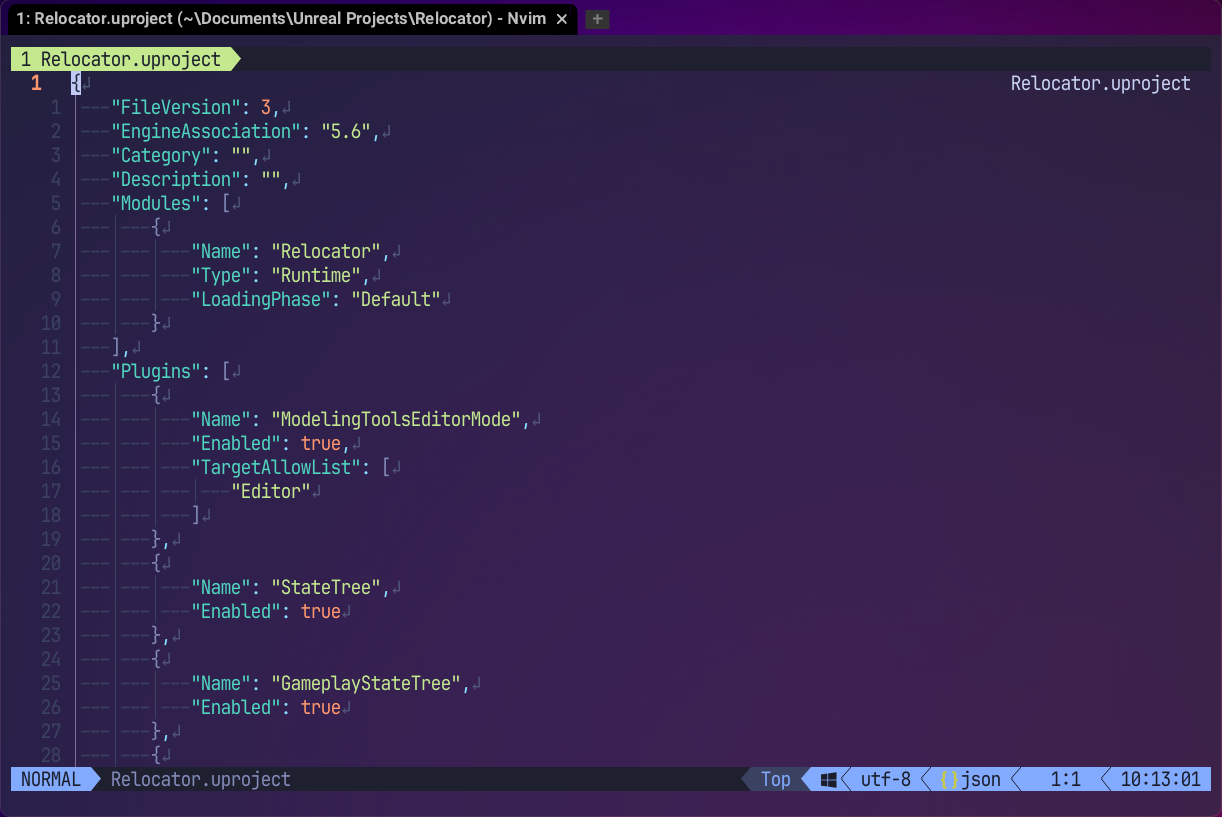 1: Relocator.uproject (~\Documents\Unreal Projects\Relocator) - Nvim × +
1 Relocator.uproject
1 {↲ Relocator.uproject
1 "FileVersion": 3,↲
2 "EngineAssociation": "5.6",↲
3 "Category": "",↲
4 "Description": "",↲
5 "Modules": [↲
6 {↲
7 "Name": "Relocator",↲
8 "Type": "Runtime",↲
9 "LoadingPhase": "Default"↲
10 }↲
11 ],↲
12 "Plugins": [↲
13 {↲
14 "Name": "ModelingToolsEditorMode",↲
15 "Enabled": true,↲
16 "TargetAllowList": [↲
17 "Editor"↲
18 ]↲
19 },↲
20 {↲
21 "Name": "StateTree",↲
22 "Enabled": true↲
23 },↲
24 {↲
25 "Name": "GameplayStateTree",↲
26 "Enabled": true↲
27 },↲
28 {↲
NORMAL Relocator.uproject Top utf-8 {} json 1:1 10:13:01